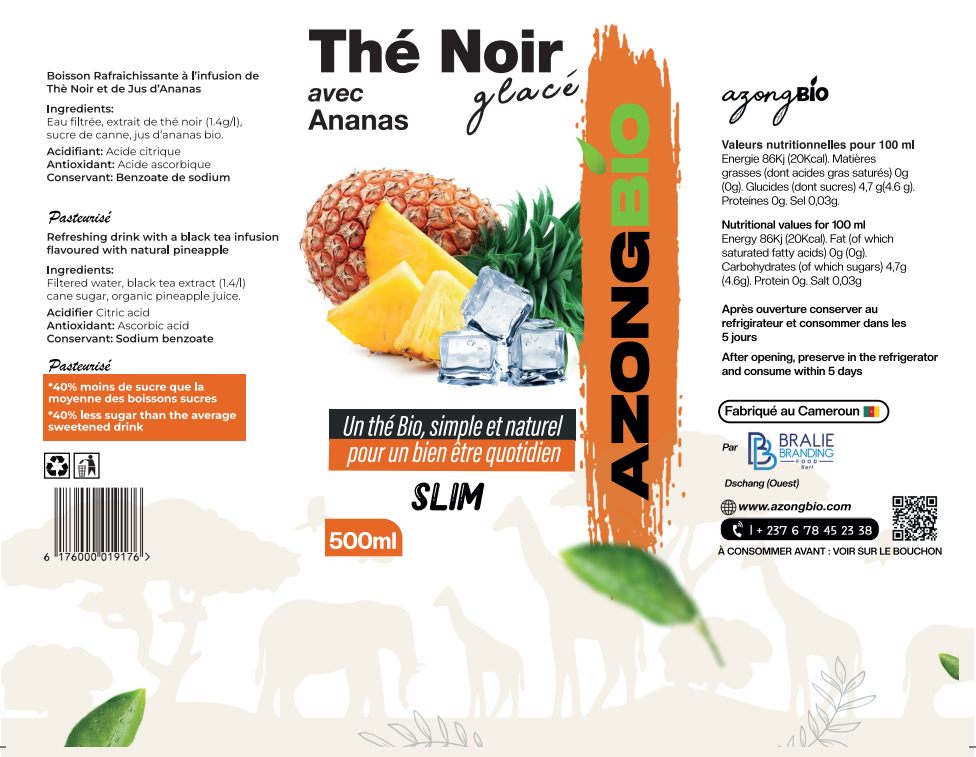 Boisson Rafraichissante à l'infusion de
Thè Noir et de Jus d'Ananas
Ingredients:
Eau filtrée, extrait de thé noir (1.4g/l),
sucre de canne, jus d'ananas bio.
Acidifiant: Acide citrique
Antioxidant: Acide ascorbique
Conservant: Benzoate de sodium
Pasteurisé
Refreshing drink with a black tea infusion
flavoured with natural pineapple
Ingredients:
Filtered water, black tea extract (1.4/l)
cane sugar, organic pineapple juice.
Acidifier Citric acid
Antioxidant: Ascorbic acid
Conservant: Sodium benzoate
Pasteurisé
*40% moins de sucre que la
moyenne des boissons sucres
*40% less sugar than the average
sweetened drink
6 176000 019176 >
Thé Noir
glacé
avec
Ananas
Un thé Bio, simple et naturel
pour un bien être quotidien
SLIM
500ml
AZONGBIO
azongBIO
Valeurs nutritionnelles pour 100 ml
Energie 86Kj (20Kcal). Matières
grasses (dont acides gras saturés) 0g
(0g). Glucides (dont sucres) 4,7 g(4.6 g).
Proteines 0g. Sel 0,03g.
Nutritional values for 100 ml
Energy 86Kj (20Kcal). Fat (of which
saturated fatty acids) 0g (0g).
Carbohydrates (of which sugars) 4,7g
(4.6g). Protein 0g. Salt 0,03g
Après ouverture conserver au
refrigirateur et consommer dans les
5 jours
After opening, preserve in the refrigerator
and consume within 5 days
Fabriqué au Cameroun
Par
BRALIE
BRANDING
FOOD
Sarl
Dschang (Ouest)
www.azongbio.com
| + 237 6 78 45 23 38
À CONSOMMER AVANT : VOIR SUR LE BOUCHON